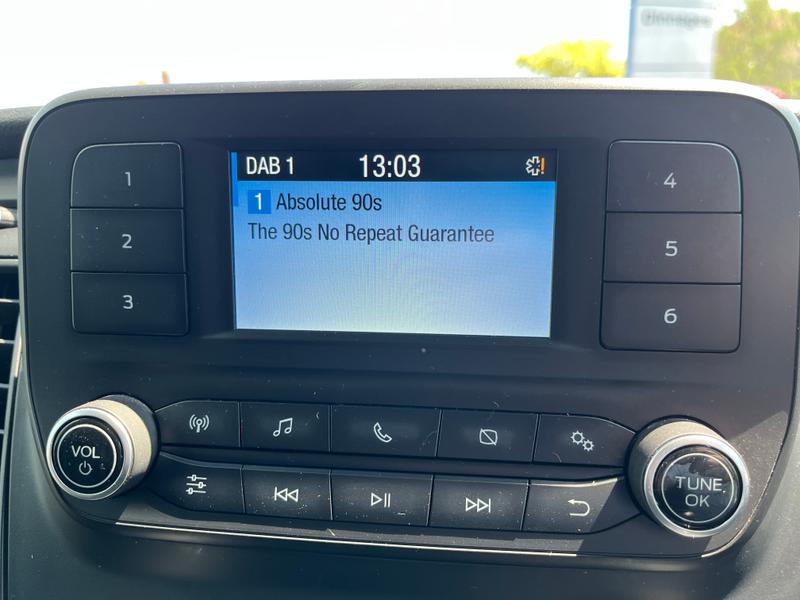 DAB 1 13:03
1 Absolute 90s
The 90s No Repeat Guarantee
1
2
3
4
5
6
VOL
TUNE
OK